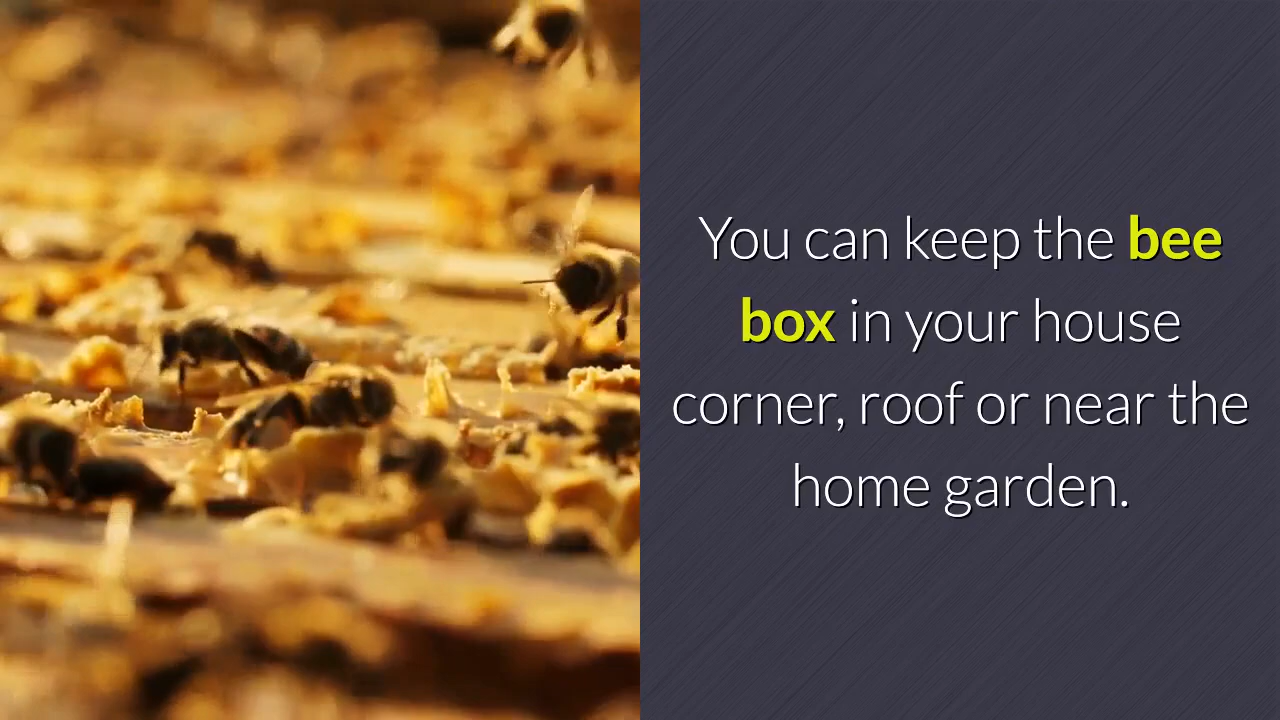 You can keep the bee
box in your house
corner, roof or near the
home garden.